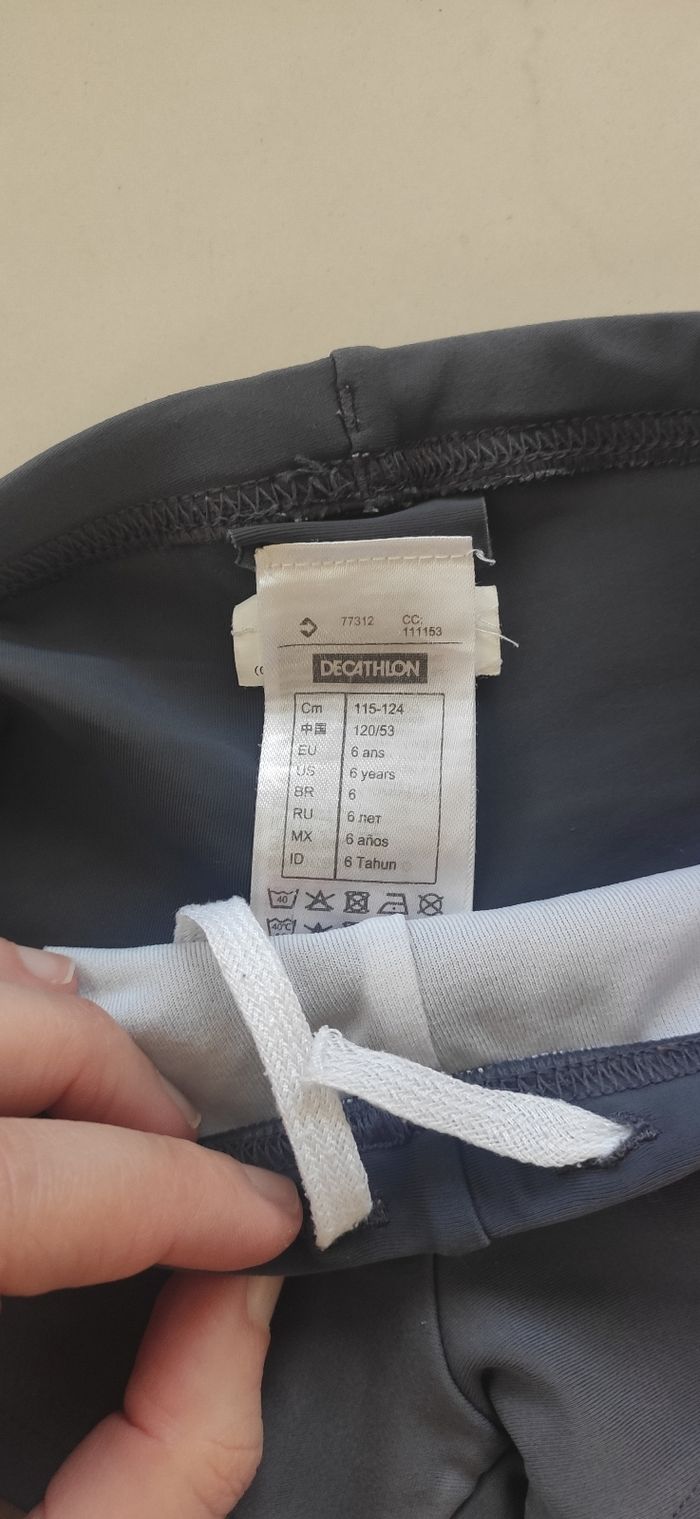 77312 CC:
111153
DECATHLON
Cm 115-124
中国 120/53
EU 6 ans
US 6 years
BR 6
RU 6 лет
MX 6 años
ID 6 Tahun
40
40°C